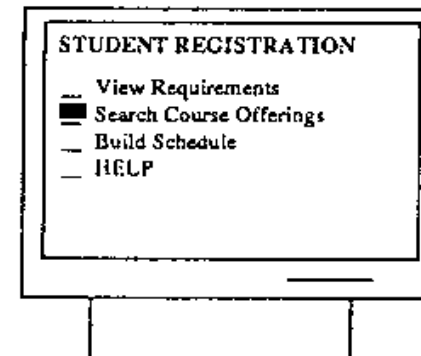 STUDENT REGISTRATION
View Requirements
Search Course Offerings
Build Schedule
HELP